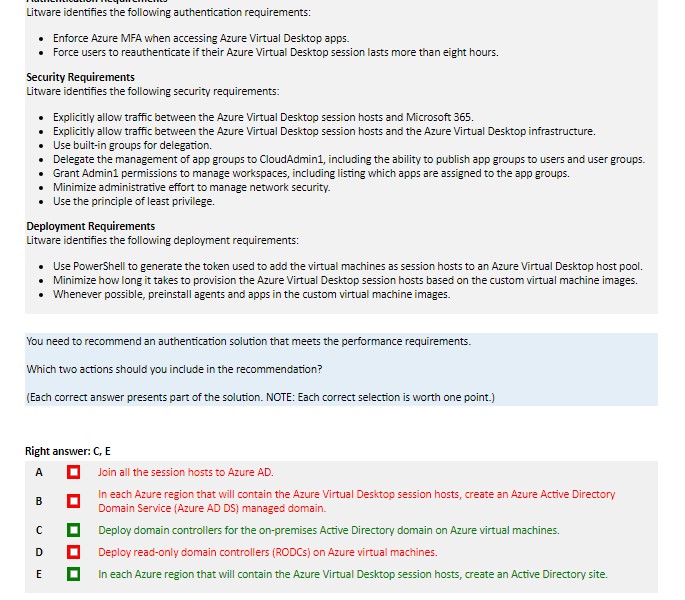 Authentication Requirements
Litware identifies the following authentication requirements:
• Enforce Azure MFA when accessing Azure Virtual Desktop apps.
• Force users to reauthenticate if their Azure Virtual Desktop session lasts more than eight hours.
Security Requirements
Litware identifies the following security requirements:
• Explicitly allow traffic between the Azure Virtual Desktop session hosts and Microsoft 365.
• Explicitly allow traffic between the Azure Virtual Desktop session hosts and the Azure Virtual Desktop infrastructure.
• Use built-in groups for delegation.
• Delegate the management of app groups to CloudAdmin1, including the ability to publish app groups to users and user groups.
• Grant Admin1 permissions to manage workspaces, including listing which apps are assigned to the app groups.
• Minimize administrative effort to manage network security.
• Use the principle of least privilege.
Deployment Requirements
Litware identifies the following deployment requirements:
• Use PowerShell to generate the token used to add the virtual machines as session hosts to an Azure Virtual Desktop host pool.
• Minimize how long it takes to provision the Azure Virtual Desktop session hosts based on the custom virtual machine images.
• Whenever possible, preinstall agents and apps in the custom virtual machine images.
You need to recommend an authentication solution that meets the performance requirements.
Which two actions should you include in the recommendation?
(Each correct answer presents part of the solution. NOTE: Each correct selection is worth one point.)
Right answer: C, E
A Join all the session hosts to Azure AD.
B In each Azure region that will contain the Azure Virtual Desktop session hosts, create an Azure Active Directory
Domain Service (Azure AD DS) managed domain.
C Deploy domain controllers for the on-premises Active Directory domain on Azure virtual machines.
D Deploy read-only domain controllers (RODCs) on Azure virtual machines.
E In each Azure region that will contain the Azure Virtual Desktop session hosts, create an Active Directory site.